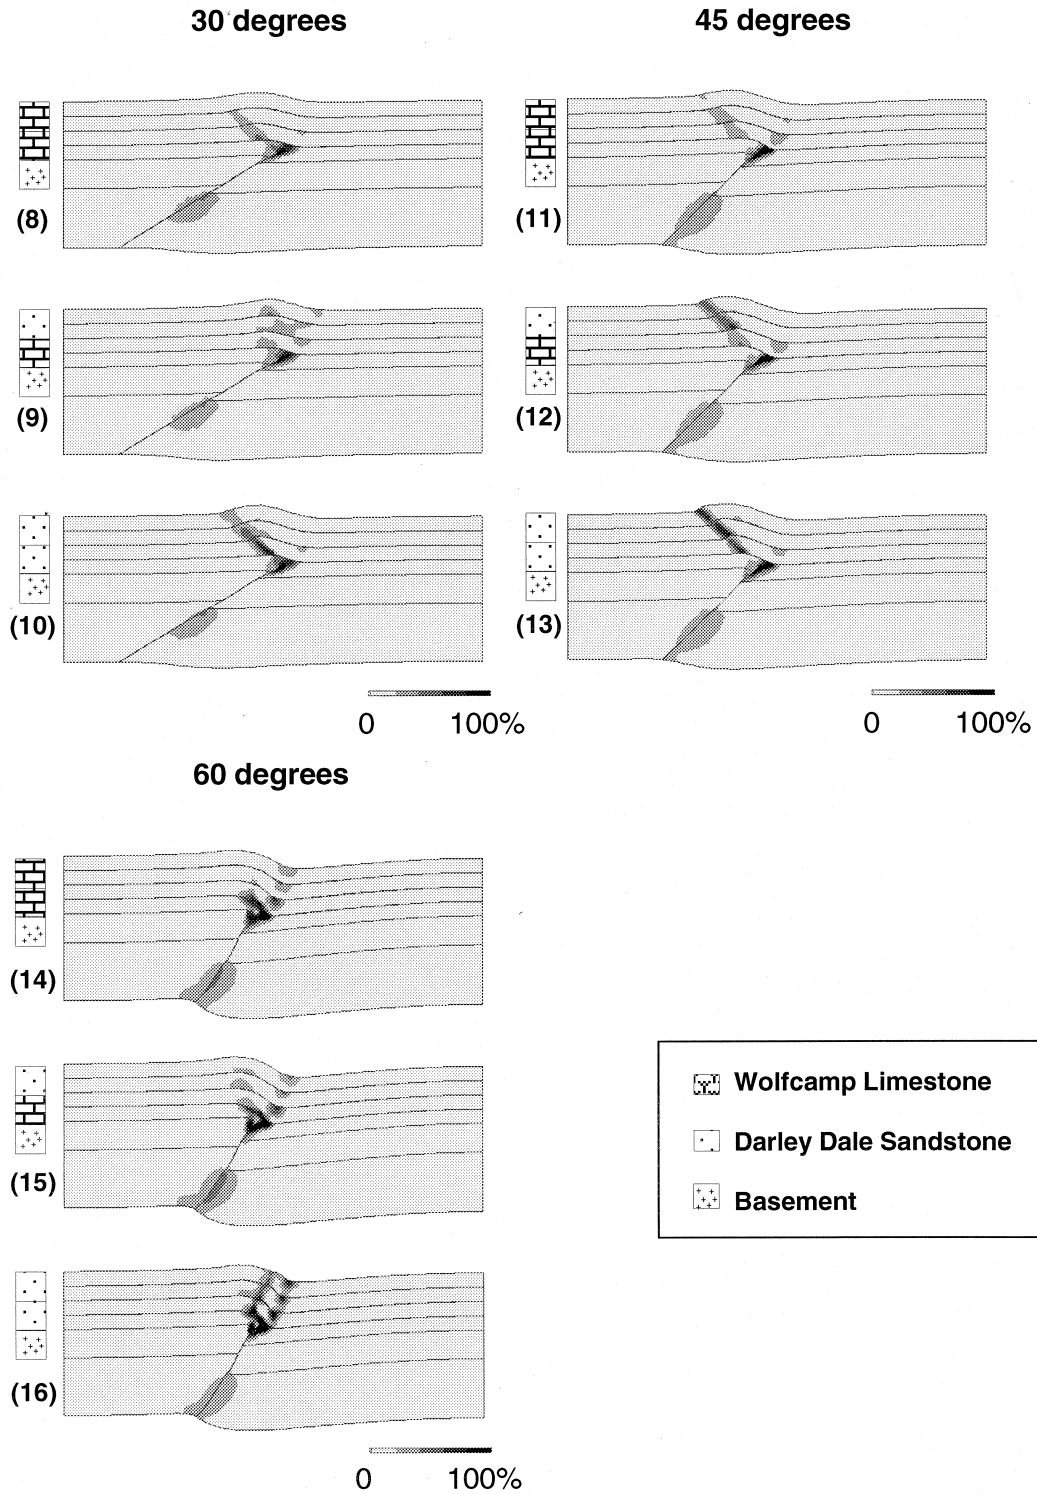 30 degrees
45 degrees
(8)
(11)
(9)
(12)
(10)
(13)
0 100%
0 100%
60 degrees
(14)
(15)
(16)
0 100%
Wolfcamp Limestone
Darley Dale Sandstone
Basement